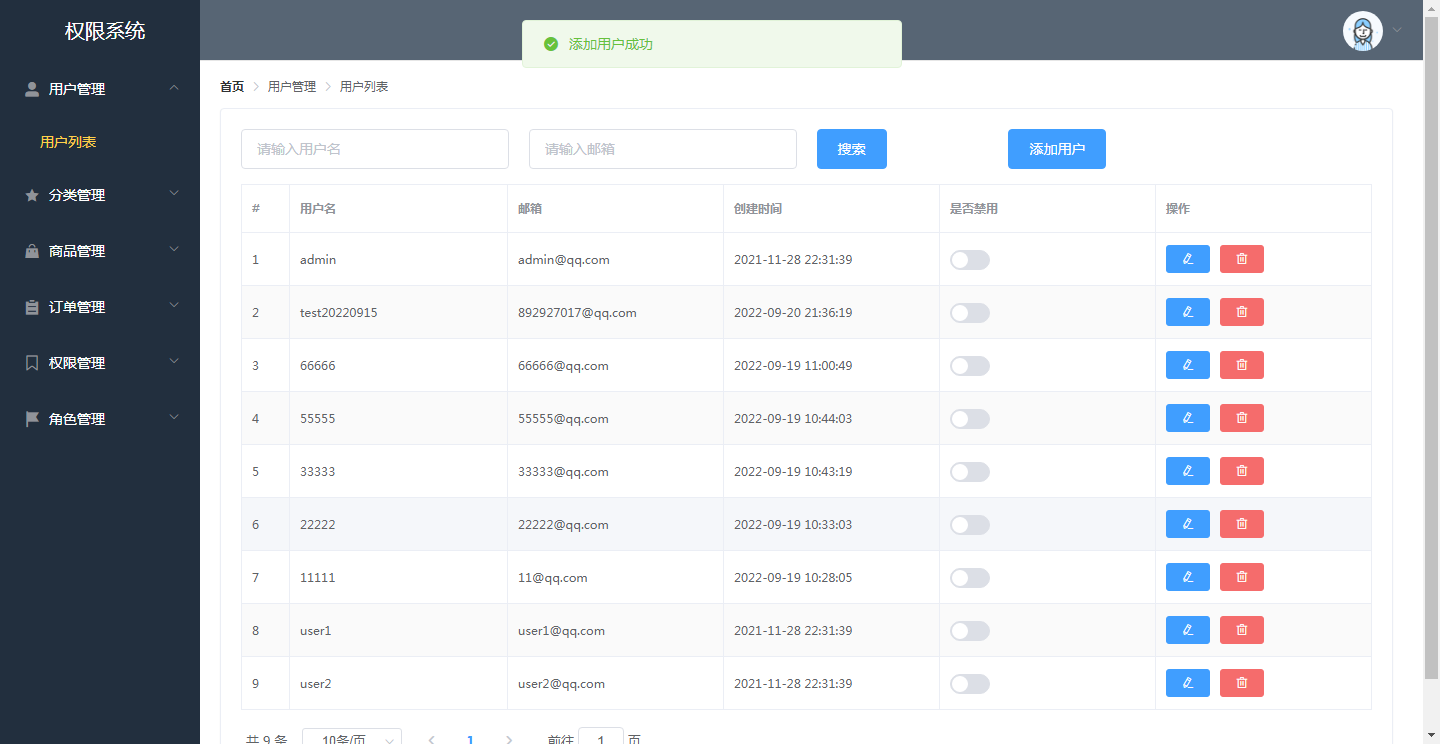 权限系统
添加用户成功
用户管理
用户列表
分类管理
商品管理
订单管理
权限管理
角色管理
首页 用户管理 用户列表
请输入用户名 请输入邮箱 搜索 添加用户
# 用户名 邮箱 创建时间 是否禁用 操作
1 admin admin@qq.com 2021-11-28 22:31:39
2 test20220915 892927017@qq.com 2022-09-20 21:36:19
3 66666 66666@qq.com 2022-09-19 11:00:49
4 55555 55555@qq.com 2022-09-19 10:44:03
5 33333 33333@qq.com 2022-09-19 10:43:19
6 22222 22222@qq.com 2022-09-19 10:33:03
7 11111 11@qq.com 2022-09-19 10:28:05
8 user1 user1@qq.com 2021-11-28 22:31:39
9 user2 user2@qq.com 2021-11-28 22:31:39
共 9 条 10条/页 1 前往 1 页